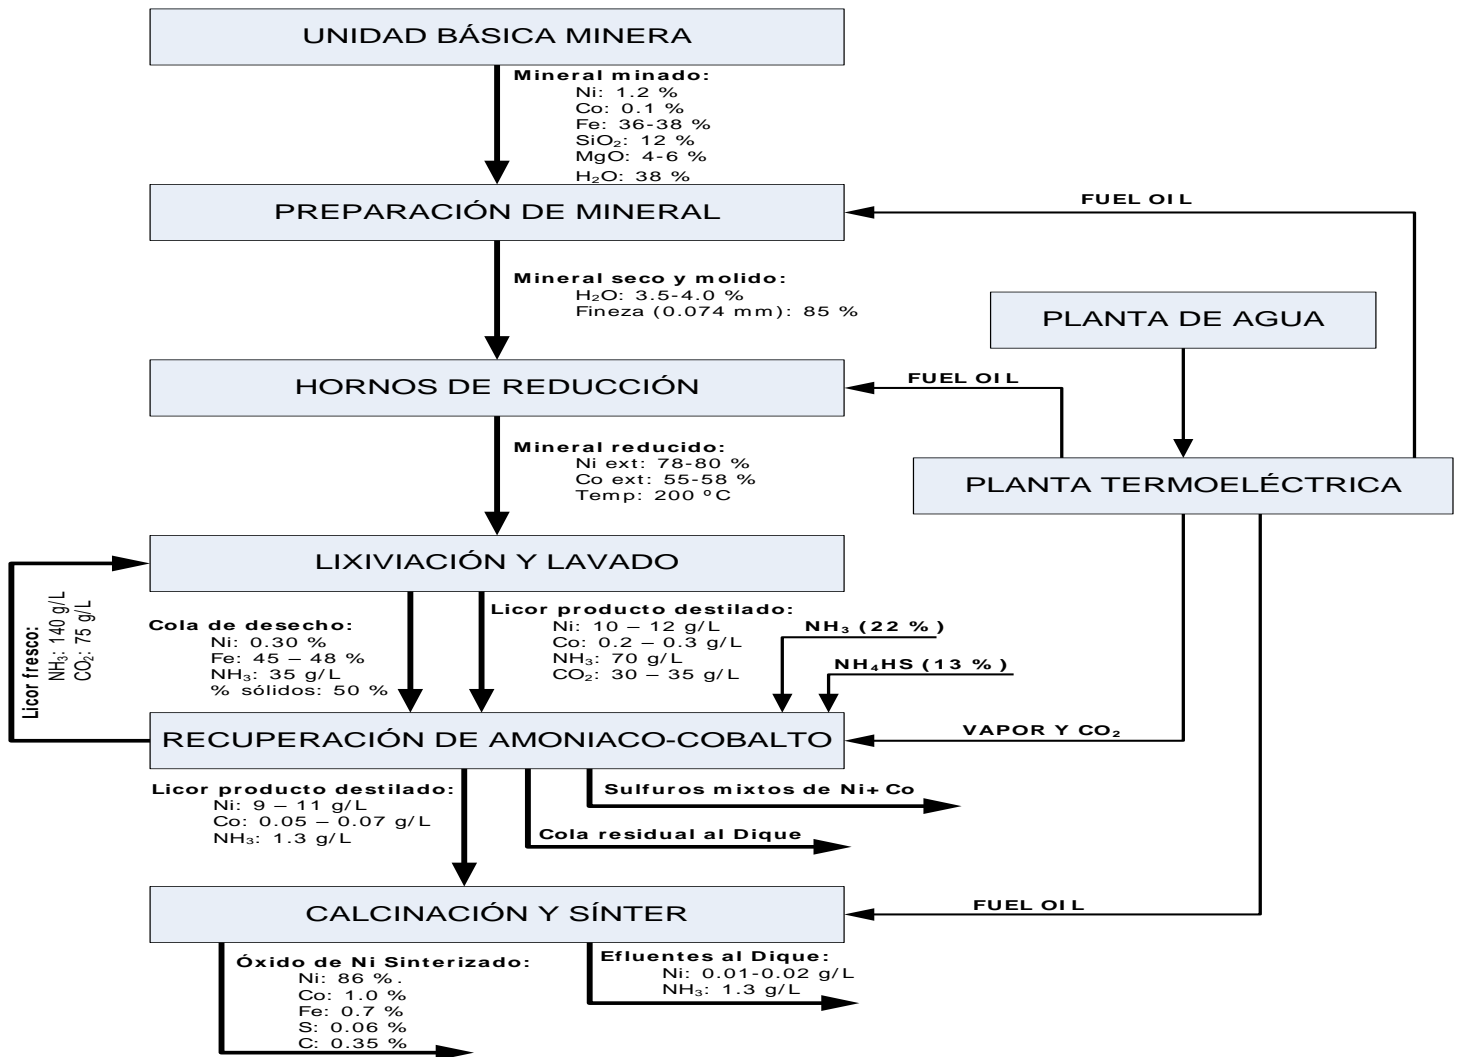 UNIDAD BÁSICA MINERA
Mineral minado:
Ni: 1.2 %
Co: 0.1 %
Fe: 36-38 %
SiO₂: 12 %
MgO: 4-6 %
H₂O: 38 %
PREPARACIÓN DE MINERAL
FUEL OIL
Mineral seco y molido:
H₂O: 3.5-4.0 %
Fineza (0.074 mm): 85 %
PLANTA DE AGUA
HORNOS DE REDUCCIÓN
FUEL OIL
Mineral reducido:
Ni ext: 78-80 %
Co ext: 55-58 %
Temp: 200 ºC
PLANTA TERMOELÉCTRICA
LIXIVIACIÓN Y LAVADO
Licor fresco:
NH₃: 140 g/L
CO₂: 75 g/L
Cola de desecho:
Ni: 0.30 %
Fe: 45 – 48 %
NH₃: 35 g/L
% sólidos: 50 %
Licor producto destilado:
Ni: 10 – 12 g/L
Co: 0.2 – 0.3 g/L
NH₃: 70 g/L
CO₂: 30 – 35 g/L
NH₃ (22 %)
NH₄HS (13 %)
RECUPERACIÓN DE AMONIACO-COBALTO
VAPOR Y CO₂
Licor producto destilado:
Ni: 9 – 11 g/L
Co: 0.05 – 0.07 g/L
NH₃: 1.3 g/L
Sulfuros mixtos de Ni+Co
Cola residual al Dique
CALCINACIÓN Y SÍNTER
FUEL OIL
Óxido de Ni Sinterizado:
Ni: 86 %.
Co: 1.0 %
Fe: 0.7 %
S: 0.06 %
C: 0.35 %
Efluentes al Dique:
Ni: 0.01-0.02 g/L
NH₃: 1.3 g/L